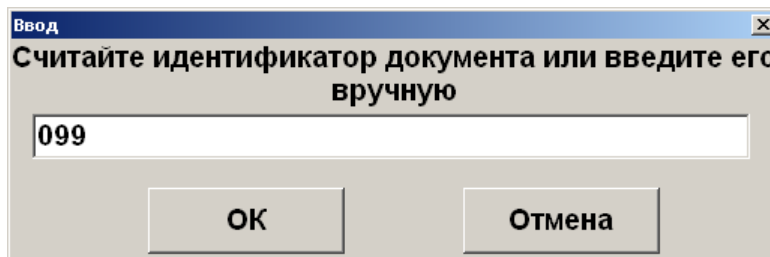 Ввод
Считайте идентификатор документа или введите его
вручную
099
ОК
Отмена